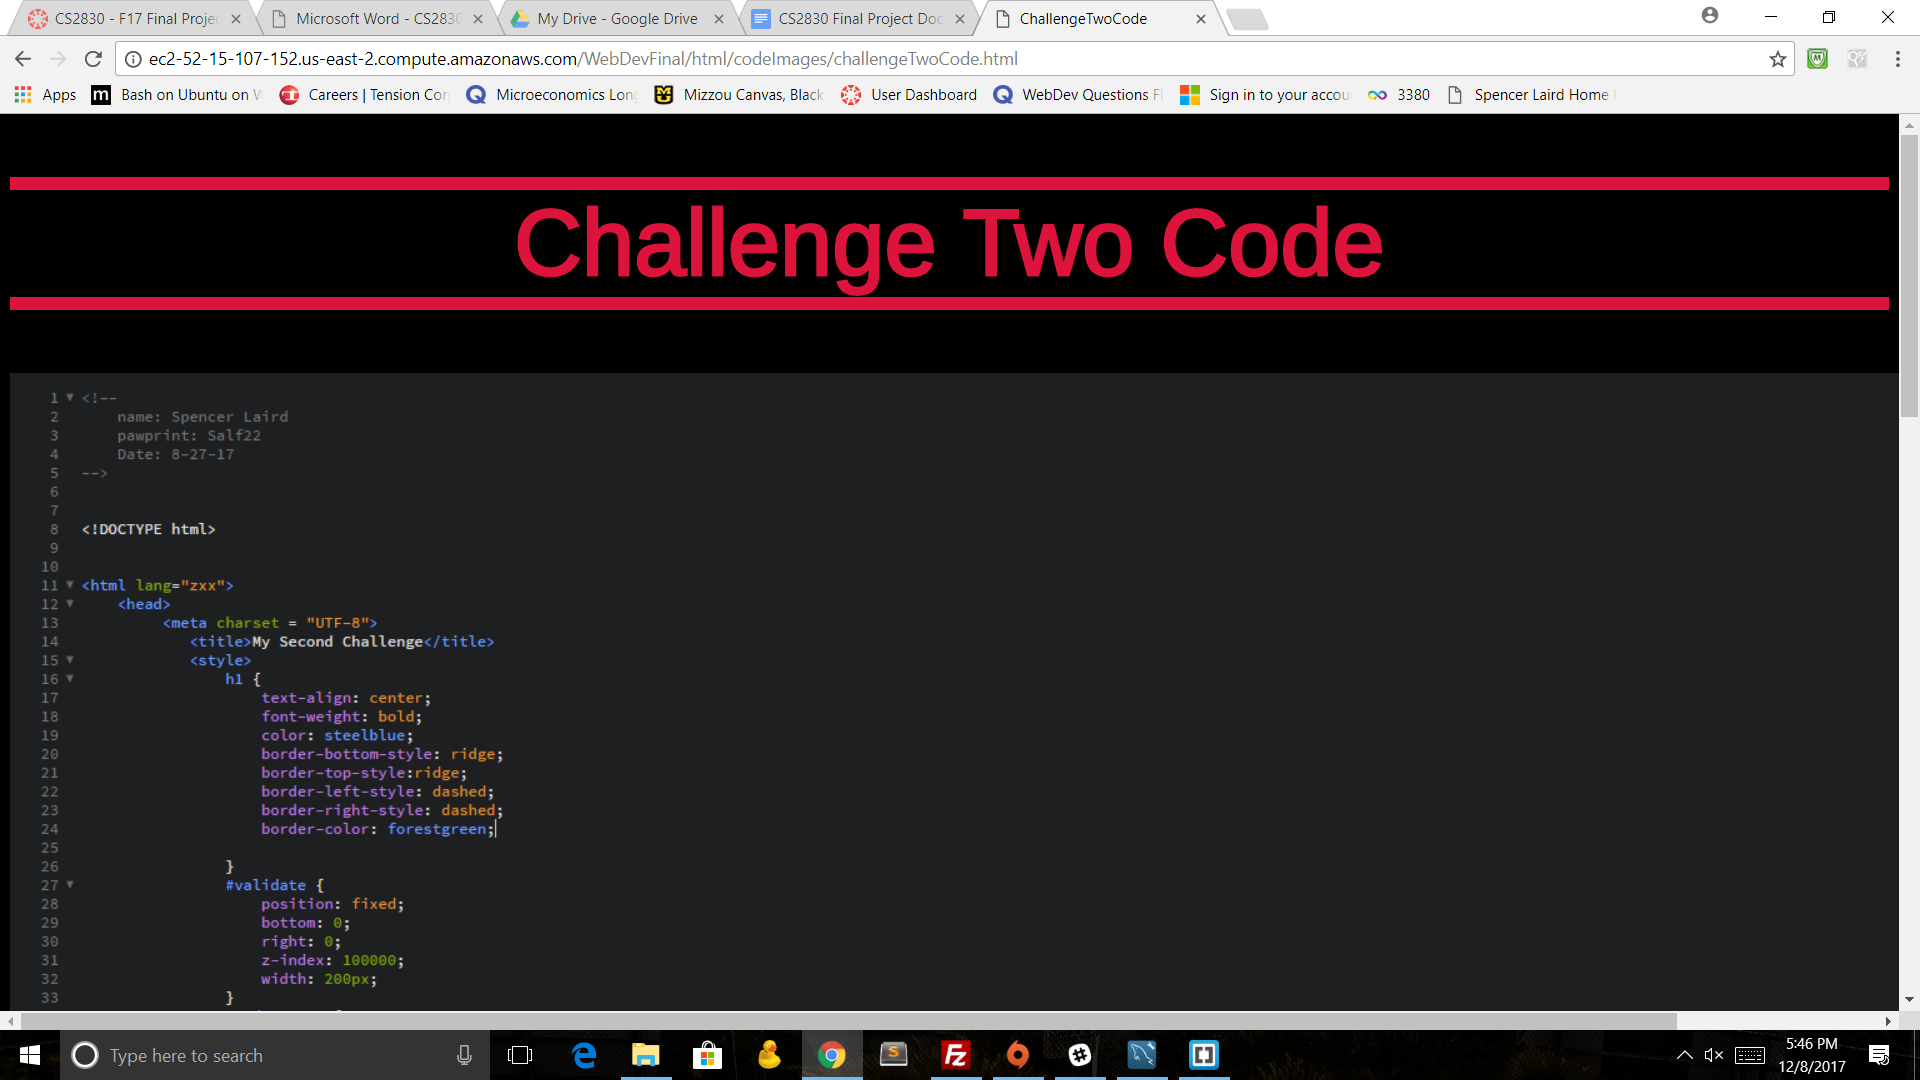 CS2830 - F17 Final Projec
Microsoft Word - CS2830
My Drive - Google Drive
CS2830 Final Project Doc
ChallengeTwoCode
ec2-52-15-107-152.us-east-2.compute.amazonaws.com/WebDevFinal/html/codeImages/challengeTwoCode.html
Apps
Bash on Ubuntu on W
Careers | Tension Cor
Microeconomics Long
Mizzou Canvas, Black
User Dashboard
WebDev Questions F
Sign in to your accou
3380
Spencer Laird Home
Challenge Two Code
1 <!--
2 name: Spencer Laird
3 pawprint: Salf22
4 Date: 8-27-17
5 -->
6
7
8 <!DOCTYPE html>
9
10
11 <html lang="zxx">
12 <head>
13 <meta charset = "UTF-8">
14 <title>My Second Challenge</title>
15 <style>
16 h1 {
17 text-align: center;
18 font-weight: bold;
19 color: steelblue;
20 border-bottom-style: ridge;
21 border-top-style:ridge;
22 border-left-style: dashed;
23 border-right-style: dashed;
24 border-color: forestgreen;
25
26 }
27 #validate {
28 position: fixed;
29 bottom: 0;
30 right: 0;
31 z-index: 100000;
32 width: 200px;
33 }
Type here to search
5:46 PM
12/8/2017